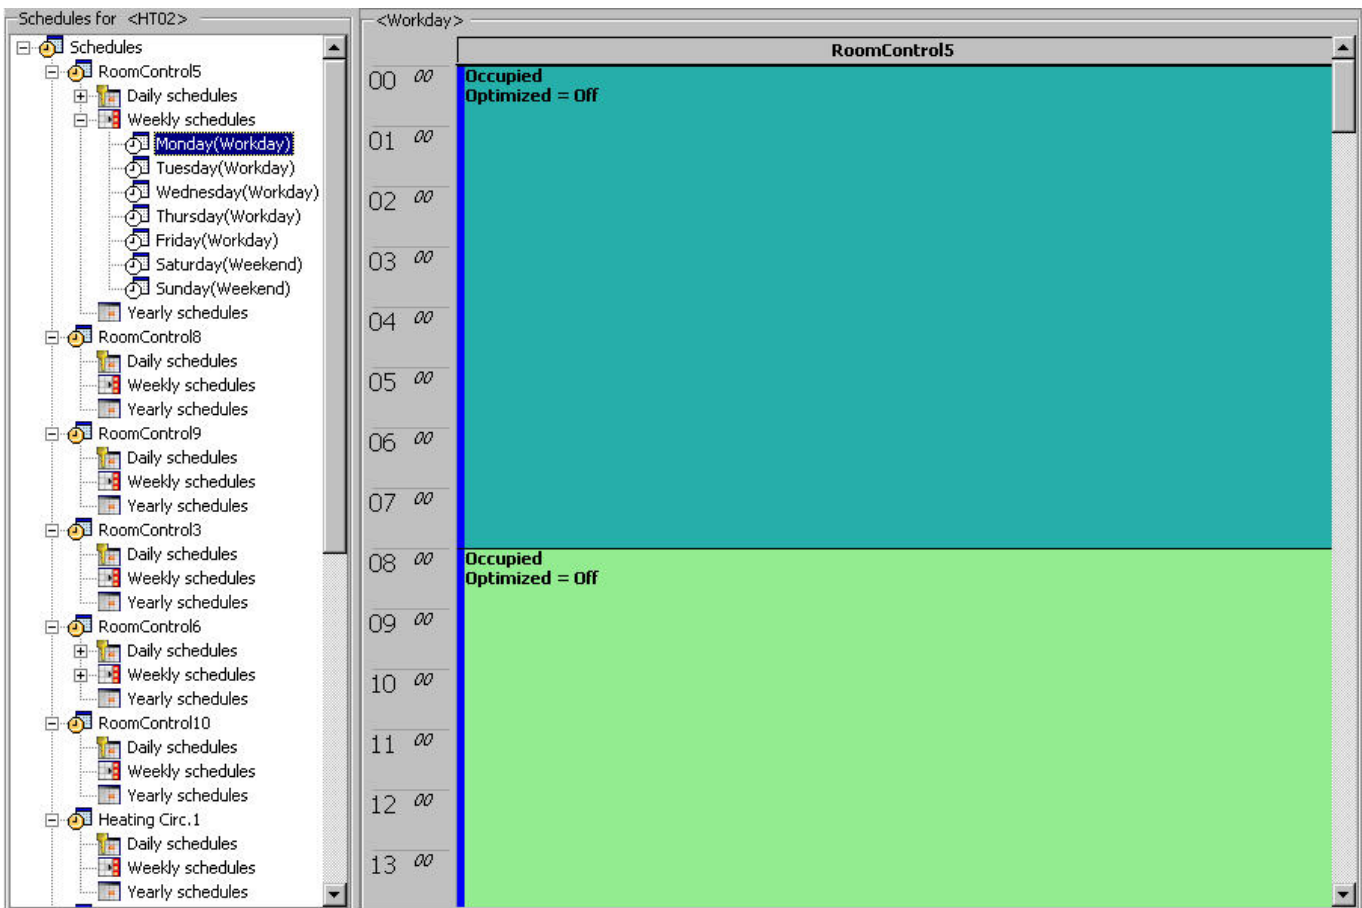 Schedules for <HT02>
Schedules
RoomControl5
Daily schedules
Weekly schedules
Monday(Workday)
Tuesday(Workday)
Wednesday(Workday)
Thursday(Workday)
Friday(Workday)
Saturday(Weekend)
Sunday(Weekend)
Yearly schedules
RoomControl8
Daily schedules
Weekly schedules
Yearly schedules
RoomControl9
Daily schedules
Weekly schedules
Yearly schedules
RoomControl3
Daily schedules
Weekly schedules
Yearly schedules
RoomControl6
Daily schedules
Weekly schedules
Yearly schedules
RoomControl10
Daily schedules
Weekly schedules
Yearly schedules
Heating Circ.1
Daily schedules
Weekly schedules
Yearly schedules
<Workday>
RoomControl5
00 00
Occupied
Optimized = Off
01 00
02 00
03 00
04 00
05 00
06 00
07 00
08 00
Occupied
Optimized = Off
09 00
10 00
11 00
12 00
13 00